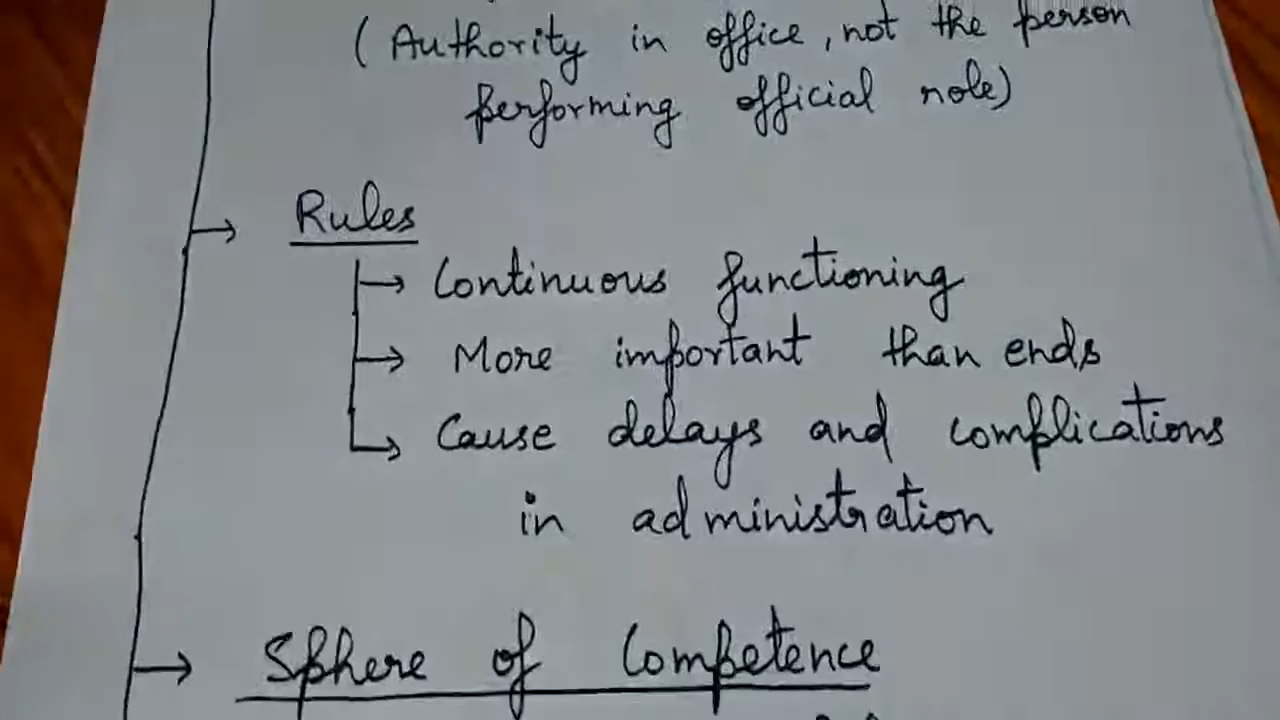 (Authority in office, not the person
performing official role)
→ Rules
→ Continuous functioning
→ More important than ends
→ Cause delays and complications
in administration
→ Sphere of Competence